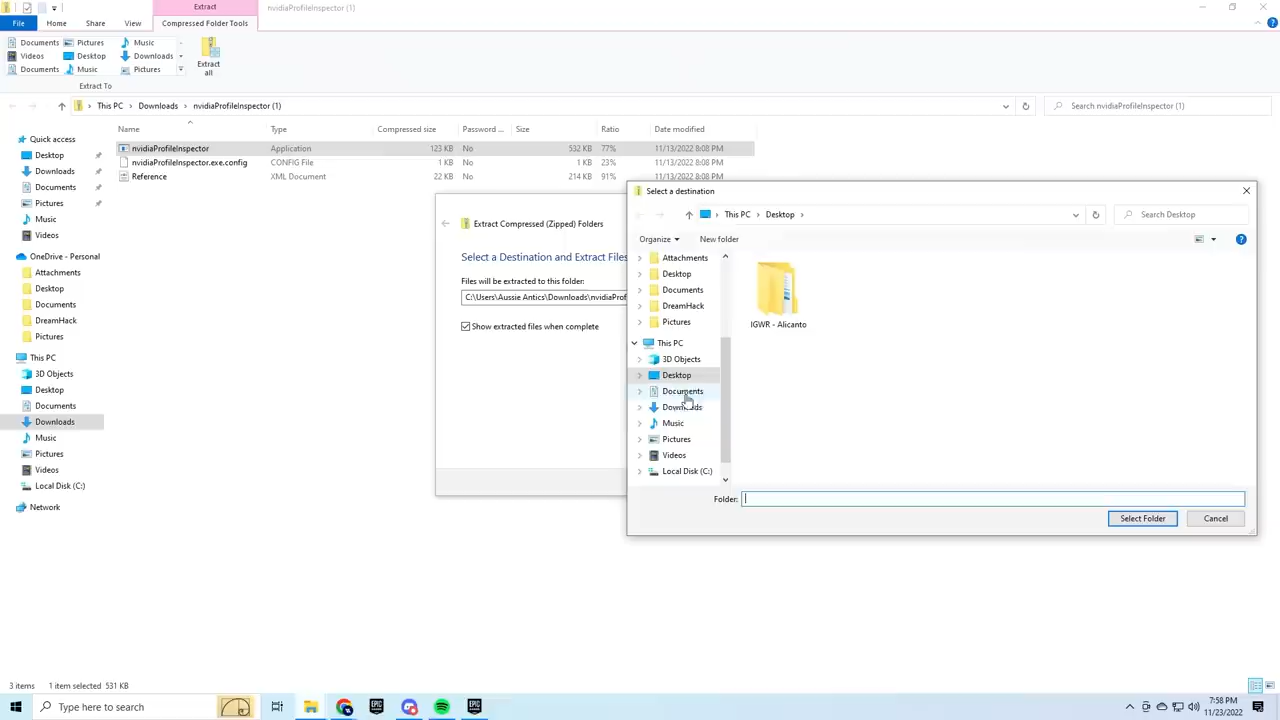 Extract
nvidiaProfileInspector (1)
File
Home
Share
View
Compressed Folder Tools
Documents
Pictures
Music
Videos
Desktop
Downloads
Documents
Music
Pictures
Extract all
Extract To
This PC
Downloads
nvidiaProfileInspector (1)
Search nvidiaProfileInspector (1)
Name
Type
Compressed size
Password ...
Size
Ratio
Date modified
nvidiaProfileInspector Application 123 KB No 532 KB 77% 11/13/2022 8:08 PM
nvidiaProfileInspector.exe.config CONFIG File 1 KB No 1 KB 23% 11/13/2022 8:08 PM
Reference XML Document 22 KB No 214 KB 91% 11/13/2022 8:08 PM
Quick access
Desktop
Downloads
Documents
Pictures
Music
Videos
OneDrive - Personal
Attachments
Desktop
Documents
DreamHack
Pictures
This PC
3D Objects
Desktop
Documents
Downloads
Music
Pictures
Videos
Local Disk (C:)
Network
Extract Compressed (Zipped) Folders
Select a Destination and Extract Files
Files will be extracted to this folder:
C:\Users\Aussie Antics\Downloads\nvidiaProf
Show extracted files when complete
Select a destination
This PC
Desktop
Search Desktop
Organize
New folder
Attachments
Desktop
Documents
DreamHack
Pictures
This PC
3D Objects
Desktop
Documents
Downloads
Music
Pictures
Videos
Local Disk (C:)
IGWR - Alicanto
Folder:
Select Folder
Cancel
3 items
1 item selected 531 KB
Type here to search
EPIC
EPIC
7:58 PM
11/23/2022